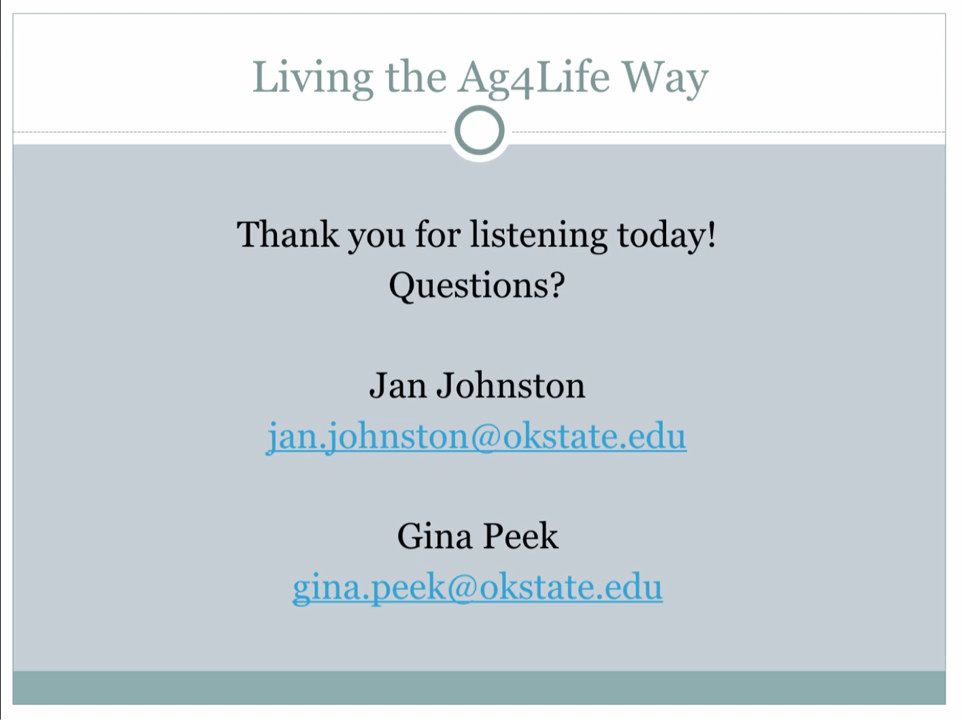 Living the Ag4Life Way
Thank you for listening today!
Questions?
Jan Johnston
jan.johnston@okstate.edu
Gina Peek
gina.peek@okstate.edu